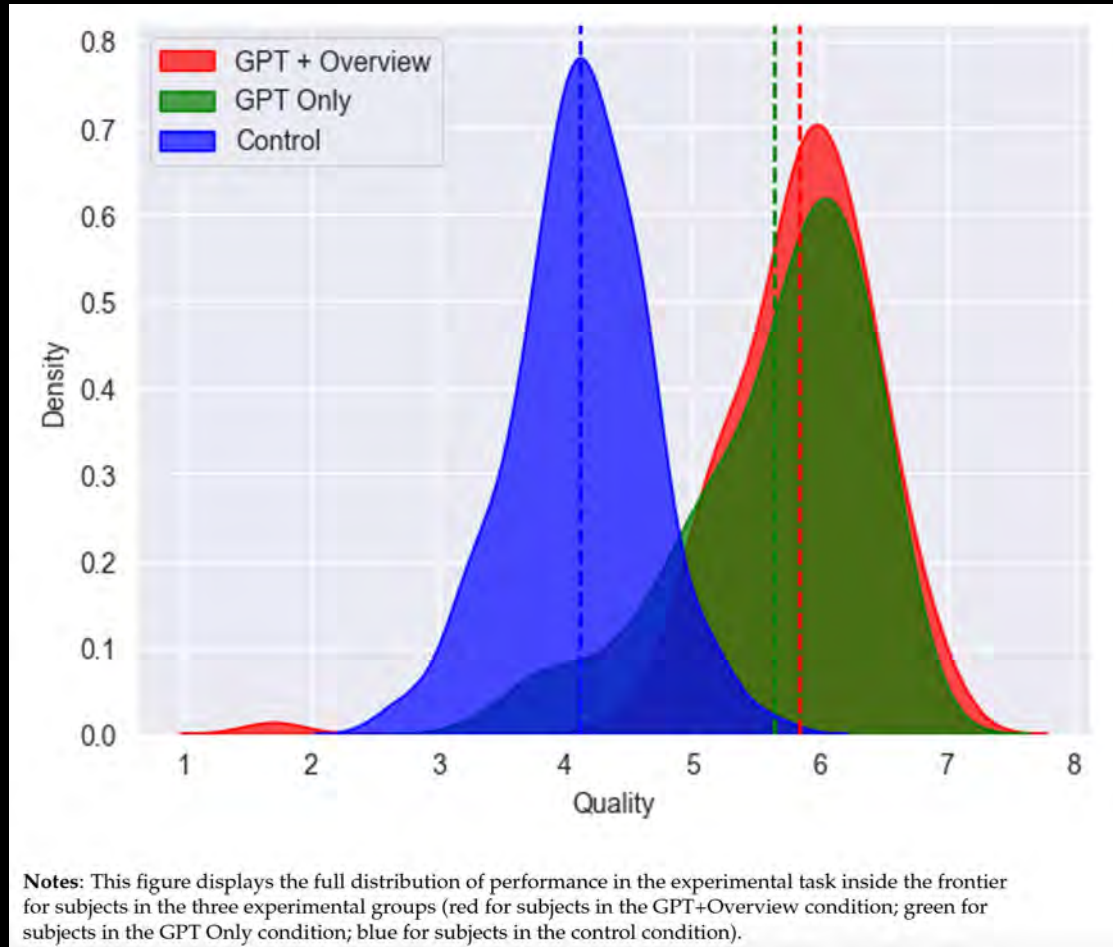 0.8
0.7
0.6
0.5
0.4
0.3
0.2
0.1
0.0
Density
GPT + Overview
GPT Only
Control
1 2 3 4 5 6 7 8
Quality
Notes: This figure displays the full distribution of performance in the experimental task inside the frontier
for subjects in the three experimental groups (red for subjects in the GPT+Overview condition; green for
subjects in the GPT Only condition; blue for subjects in the control condition).